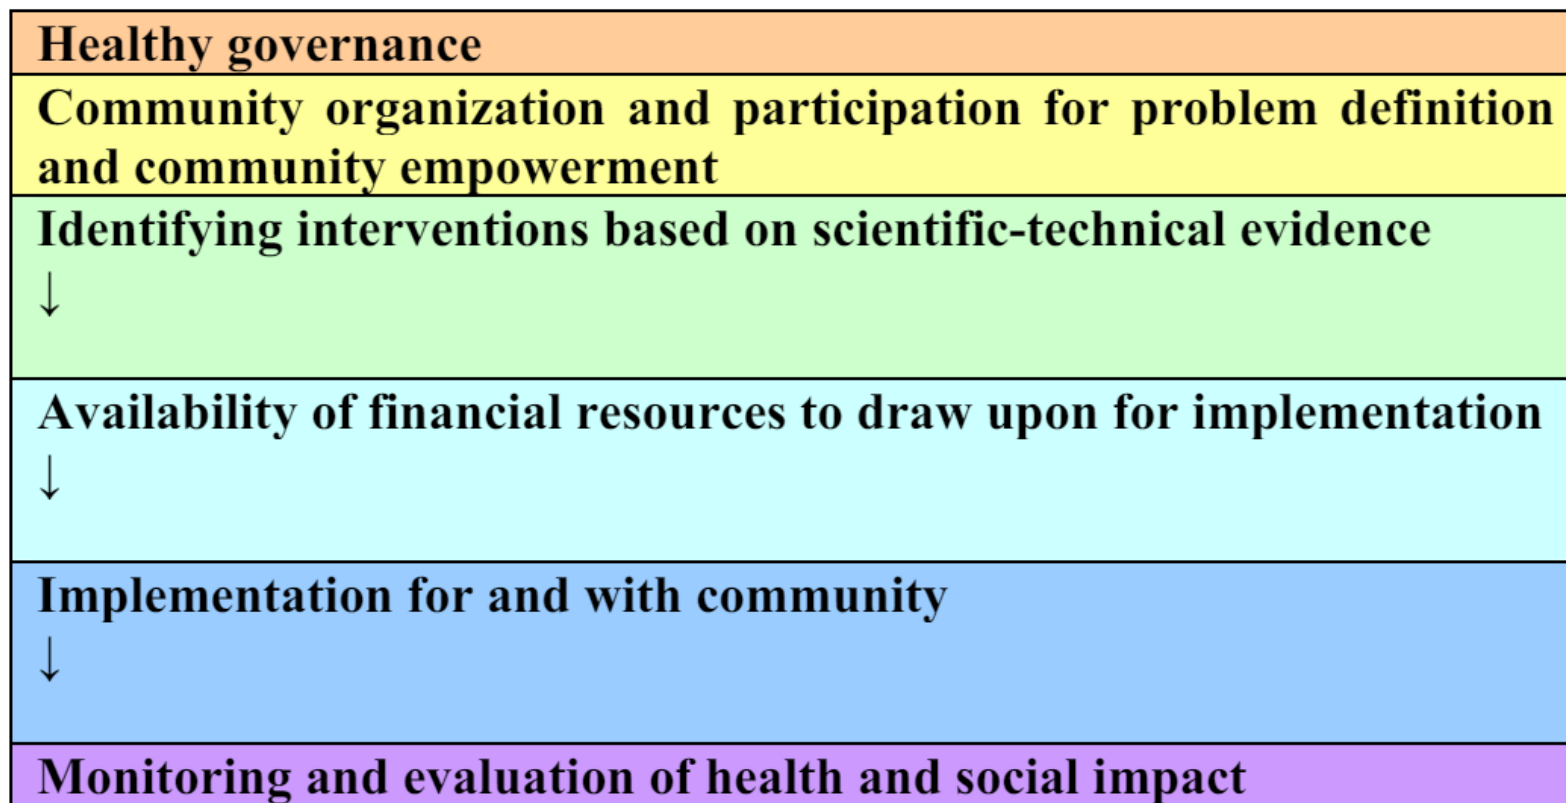 Healthy governance
Community organization and participation for problem definition
and community empowerment
Identifying interventions based on scientific-technical evidence
↓
Availability of financial resources to draw upon for implementation
↓
Implementation for and with community
↓
Monitoring and evaluation of health and social impact